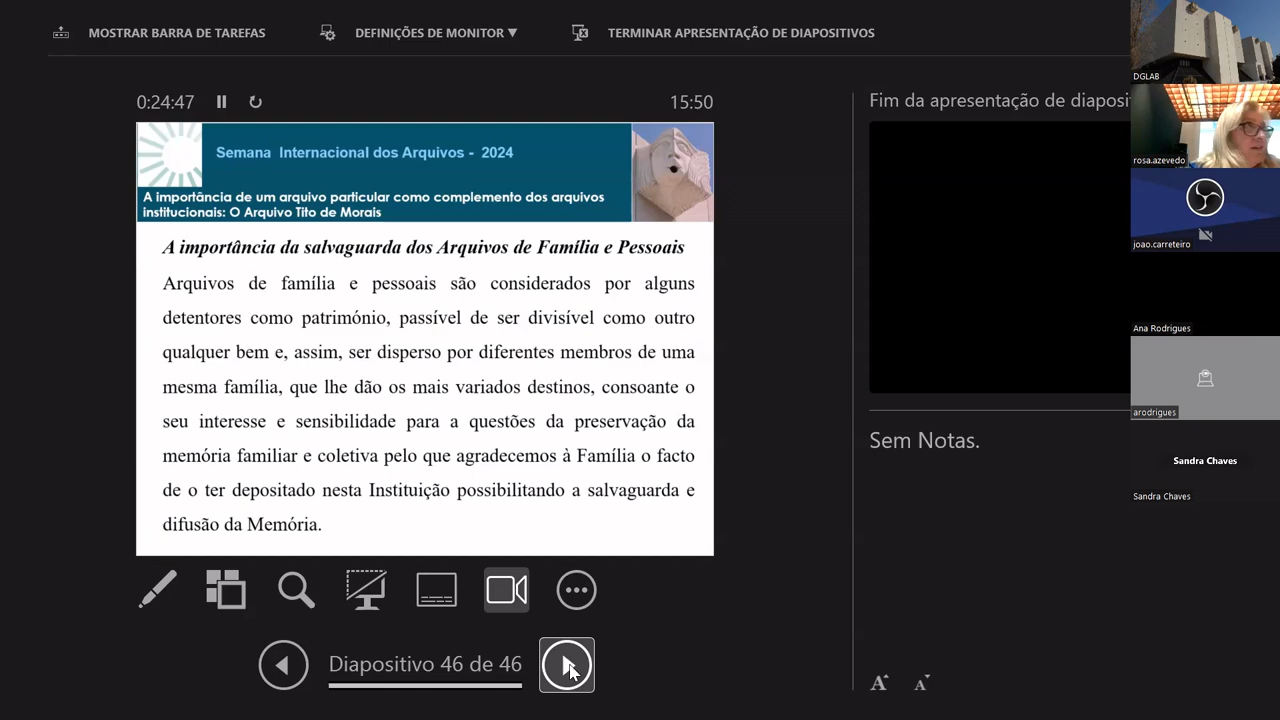 MOSTRAR BARRA DE TAREFAS
DEFINIÇÕES DE MONITOR ▼
TERMINAR APRESENTAÇÃO DE DIAPOSITIVOS
0:24:47
15:50
Semana Internacional dos Arquivos - 2024
A importância de um arquivo particular como complemento dos arquivos
institucionais: O Arquivo Tito de Morais
A importância da salvaguarda dos Arquivos de Família e Pessoais
Arquivos de família e pessoais são considerados por alguns
detentores como património, passível de ser divisível como outro
qualquer bem e, assim, ser disperso por diferentes membros de uma
mesma família, que lhe dão os mais variados destinos, consoante o
seu interesse e sensibilidade para a questões da preservação da
memória familiar e coletiva pelo que agradecemos à Família o facto
de o ter depositado nesta Instituição possibilitando a salvaguarda e
difusão da Memória.
Diapositivo 46 de 46
Fim da apresentação de diaposi
Sem Notas.
A A
DGLAB
rosa.azevedo
joao.carreteiro
Ana Rodrigues
arodrigues
Sandra Chaves
Sandra Chaves